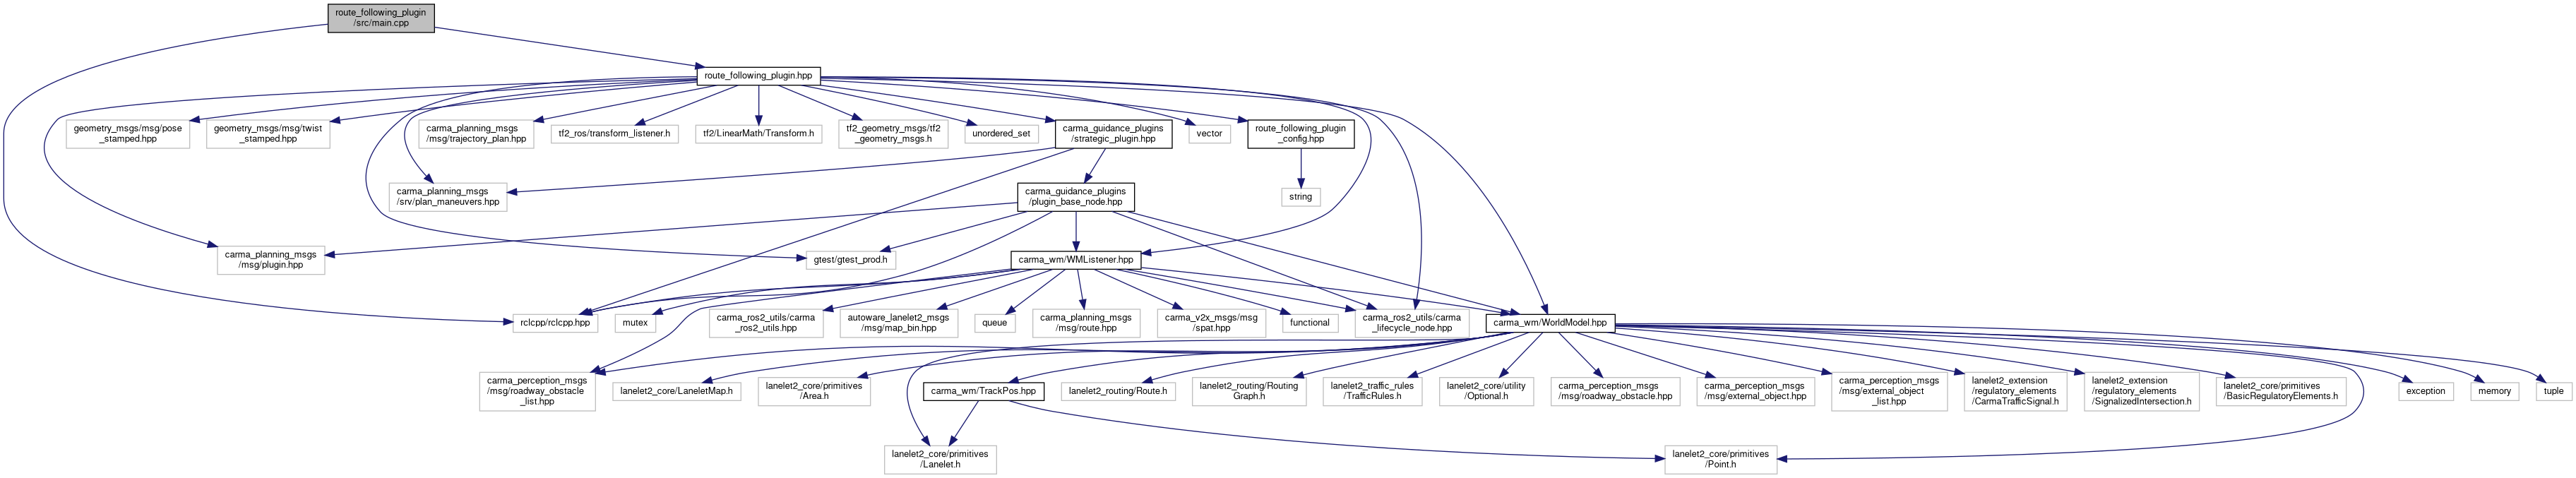 route_following_plugin
/src/main.cpp
route_following_plugin.hpp
geometry_msgs/msg/pose
_stamped.hpp
geometry_msgs/msg/twist
_stamped.hpp
carma_planning_msgs
/msg/trajectory_plan.hpp
tf2_ros/transform_listener.h
tf2/LinearMath/Transform.h
tf2_geometry_msgs/tf2
_geometry_msgs.h
unordered_set
carma_guidance_plugins
/strategic_plugin.hpp
vector
route_following_plugin
_config.hpp
carma_planning_msgs
/srv/plan_maneuvers.hpp
carma_guidance_plugins
/plugin_base_node.hpp
string
carma_planning_msgs
/msg/plugin.hpp
gtest/gtest_prod.h
carma_wm/WMListener.hpp
rclcpp/rclcpp.hpp
mutex
carma_ros2_utils/carma
_ros2_utils.hpp
autoware_lanelet2_msgs
/msg/map_bin.hpp
queue
carma_planning_msgs
/msg/route.hpp
carma_v2x_msgs/msg
/spat.hpp
functional
carma_ros2_utils/carma
_lifecycle_node.hpp
carma_wm/WorldModel.hpp
carma_perception_msgs
/msg/roadway_obstacle
_list.hpp
lanelet2_core/LaneletMap.h
lanelet2_core/primitives
/Area.h
carma_wm/TrackPos.hpp
lanelet2_routing/Route.h
lanelet2_routing/Routing
Graph.h
lanelet2_traffic_rules
/TrafficRules.h
lanelet2_core/utility
/Optional.h
carma_perception_msgs
/msg/roadway_obstacle.hpp
carma_perception_msgs
/msg/external_object.hpp
carma_perception_msgs
/msg/external_object
_list.hpp
lanelet2_extension
/regulatory_elements
/CarmaTrafficSignal.h
lanelet2_extension
/regulatory_elements
/SignalizedIntersection.h
lanelet2_core/primitives
/BasicRegulatoryElements.h
exception
memory
tuple
lanelet2_core/primitives
/Lanelet.h
lanelet2_core/primitives
/Point.h